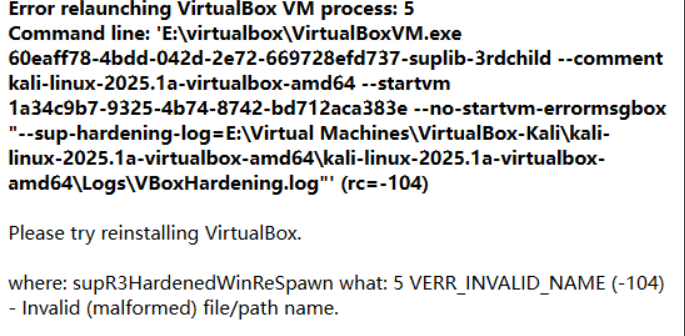 Error relaunching VirtualBox VM process: 5
Command line: 'E:\virtualbox\VirtualBoxVM.exe
60eaff78-4bdd-042d-2e72-669728efd737-suplib-3rdchild --comment
kali-linux-2025.1a-virtualbox-amd64 --startvm
1a34c9b7-9325-4b74-8742-bd712aca383e --no-startvm-errormsgbox
"--sup-hardening-log=E:\Virtual Machines\VirtualBox-Kali\kali-
linux-2025.1a-virtualbox-amd64\kali-linux-2025.1a-virtualbox-
amd64\Logs\VBoxHardening.log"' (rc=-104)
Please try reinstalling VirtualBox.
where: supR3HardenedWinReSpawn what: 5 VERR_INVALID_NAME (-104)
- Invalid (malformed) file/path name.